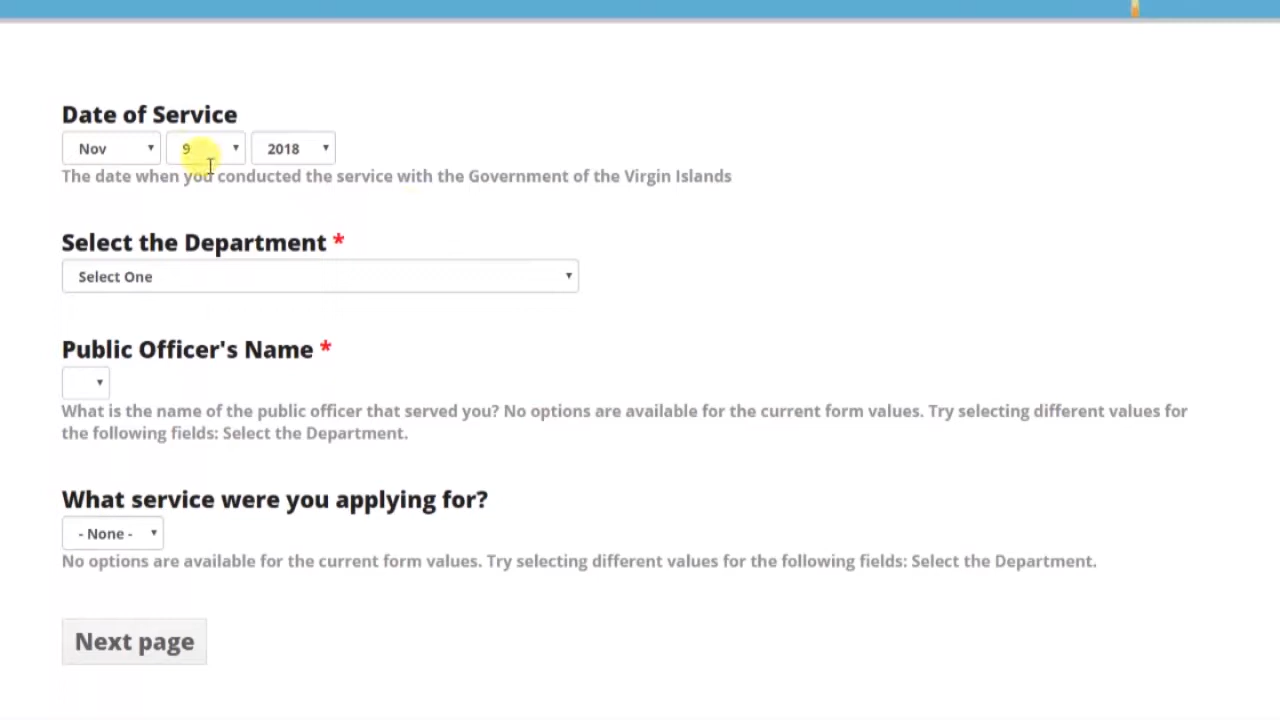 Date of Service
Nov 9 2018
The date when you conducted the service with the Government of the Virgin Islands
Select the Department *
Select One
Public Officer's Name *
What is the name of the public officer that served you? No options are available for the current form values. Try selecting different values for
the following fields: Select the Department.
What service were you applying for?
- None -
No options are available for the current form values. Try selecting different values for the following fields: Select the Department.
Next page